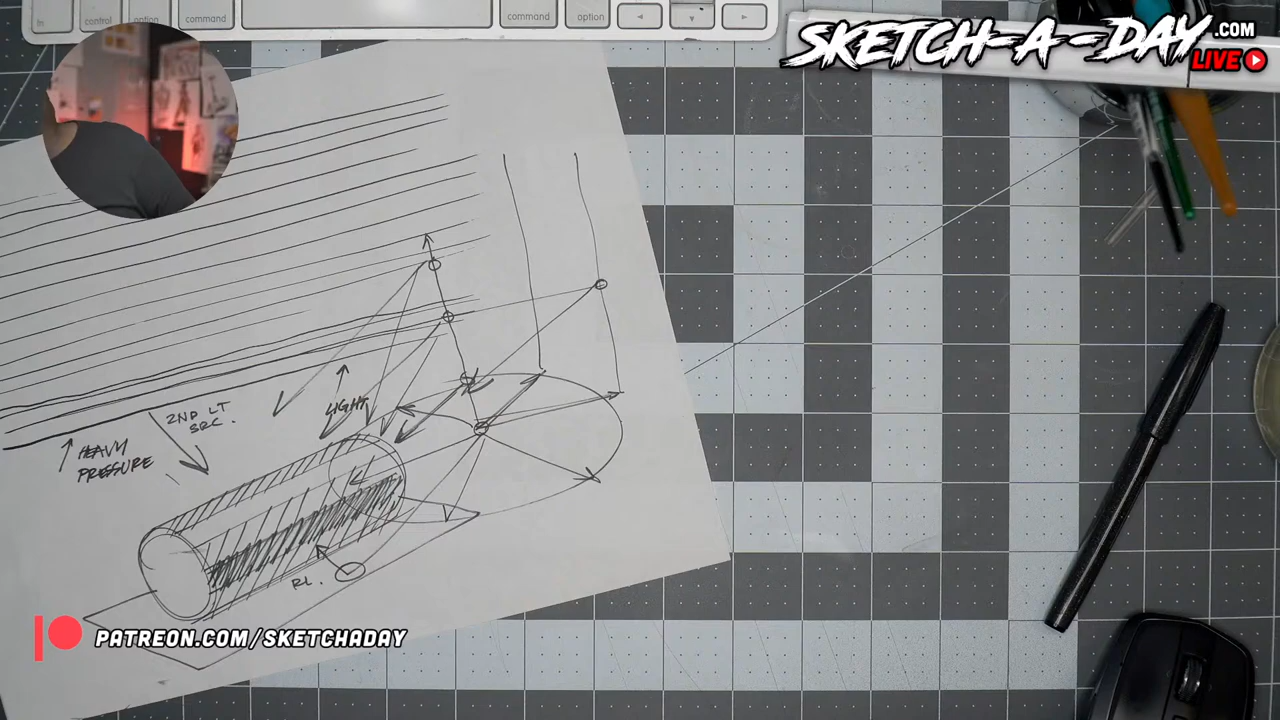 control
option
command
command
option
SKETCH-A-DAY.COM
LIVE
2ND LT
SRC.
LIGHT
HEAVY
PRESSURE
RL.
PATREON.COM/SKETCHADAY